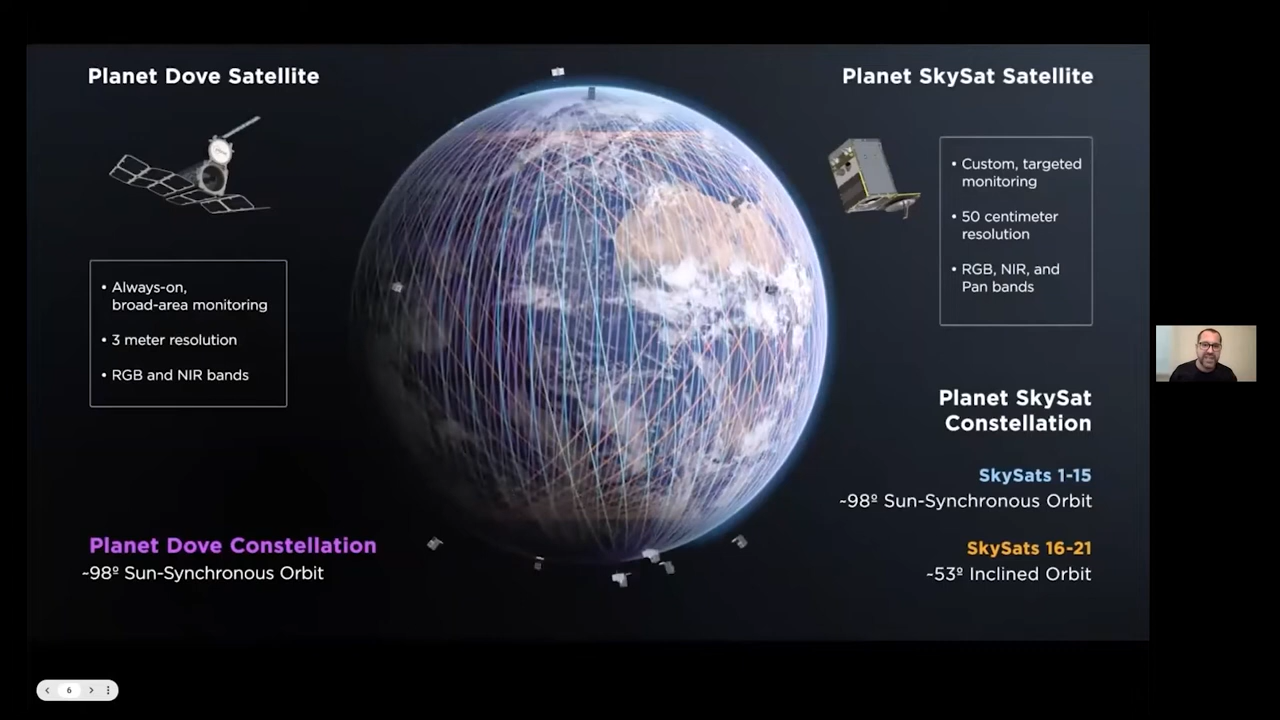 Planet Dove Satellite
• Always-on,
broad-area monitoring
• 3 meter resolution
• RGB and NIR bands
Planet Dove Constellation
~98º Sun-Synchronous Orbit
Planet SkySat Satellite
• Custom, targeted
monitoring
• 50 centimeter
resolution
• RGB, NIR, and
Pan bands
Planet SkySat
Constellation
SkySats 1-15
~98º Sun-Synchronous Orbit
SkySats 16-21
~53º Inclined Orbit
6